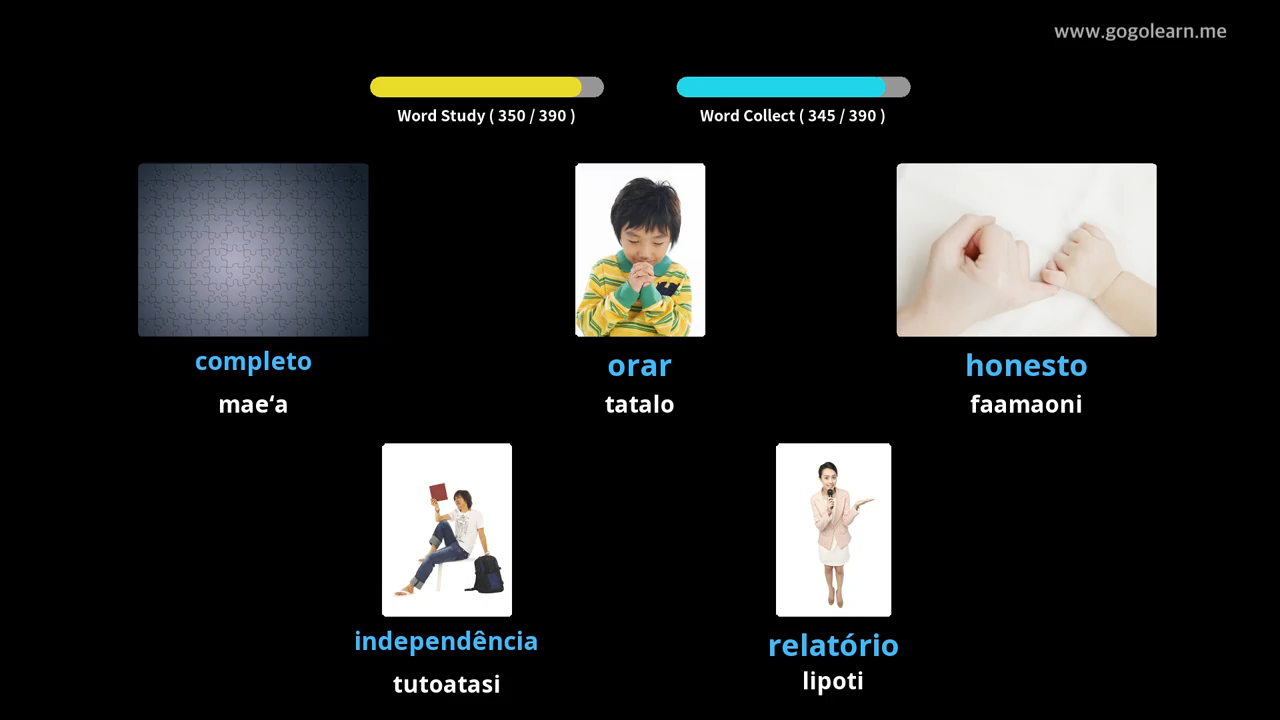 www.gogolearn.me
Word Study ( 350 / 390 )
Word Collect ( 345 / 390 )
completo
maeʻa
orar
tatalo
honesto
faamaoni
independência
tutoatasi
relatório
lipoti